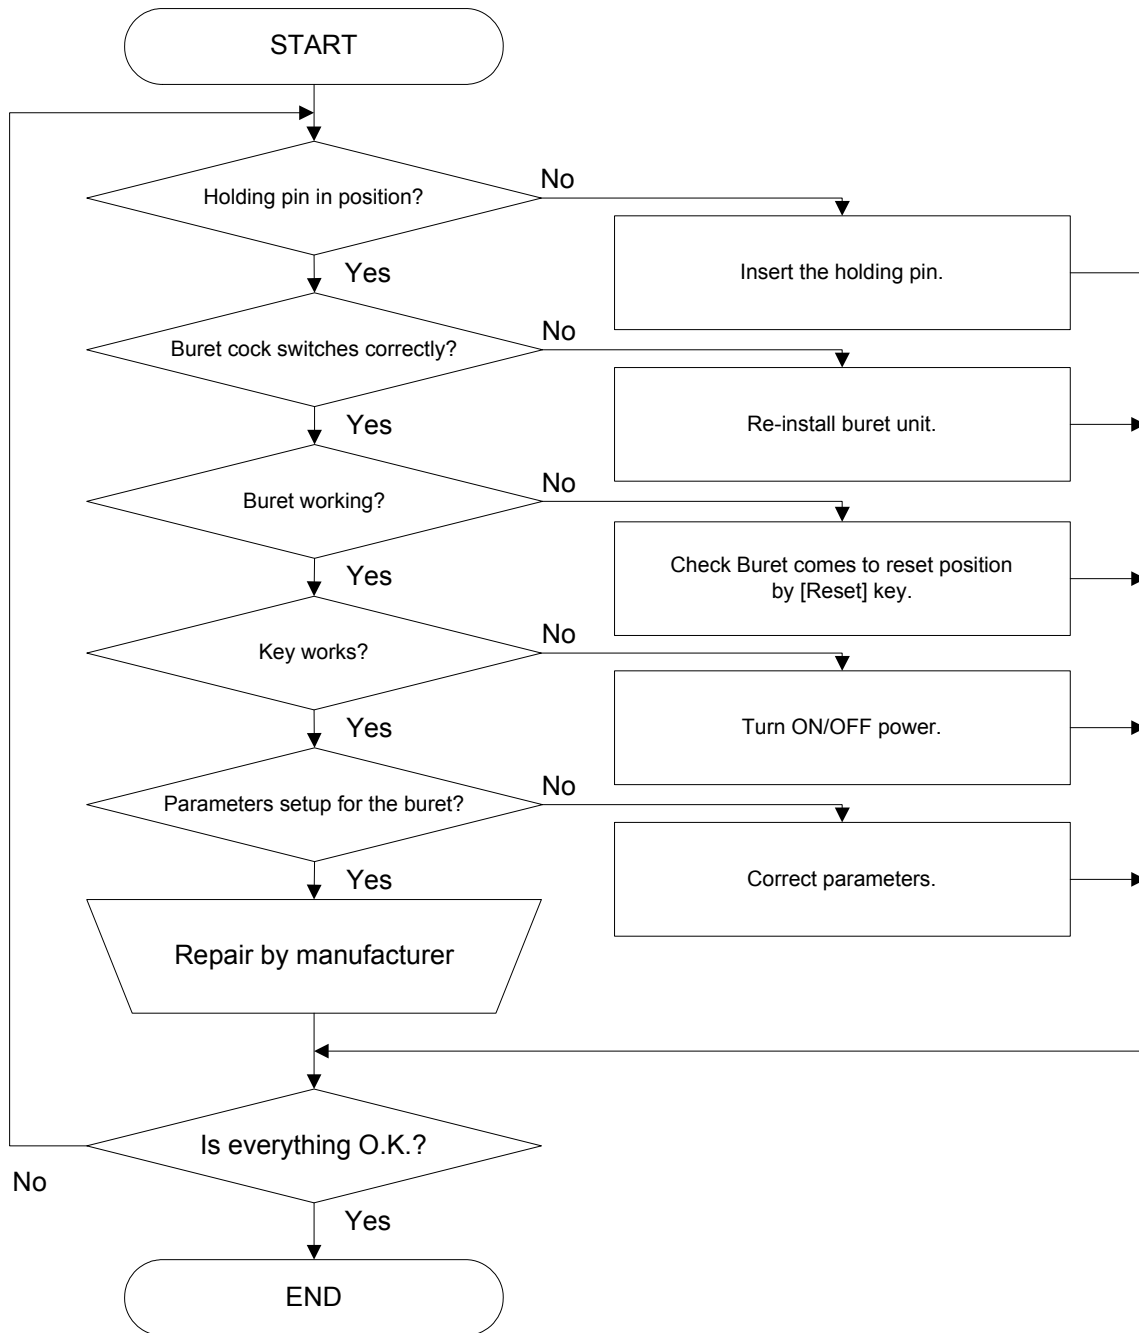 START
Holding pin in position?
No
Insert the holding pin.
Yes
Buret cock switches correctly?
No
Re-install buret unit.
Yes
Buret working?
No
Check Buret comes to reset position
by [Reset] key.
Yes
Key works?
No
Turn ON/OFF power.
Yes
Parameters setup for the buret?
No
Correct parameters.
Yes
Repair by manufacturer
Is everything O.K.?
No
Yes
END